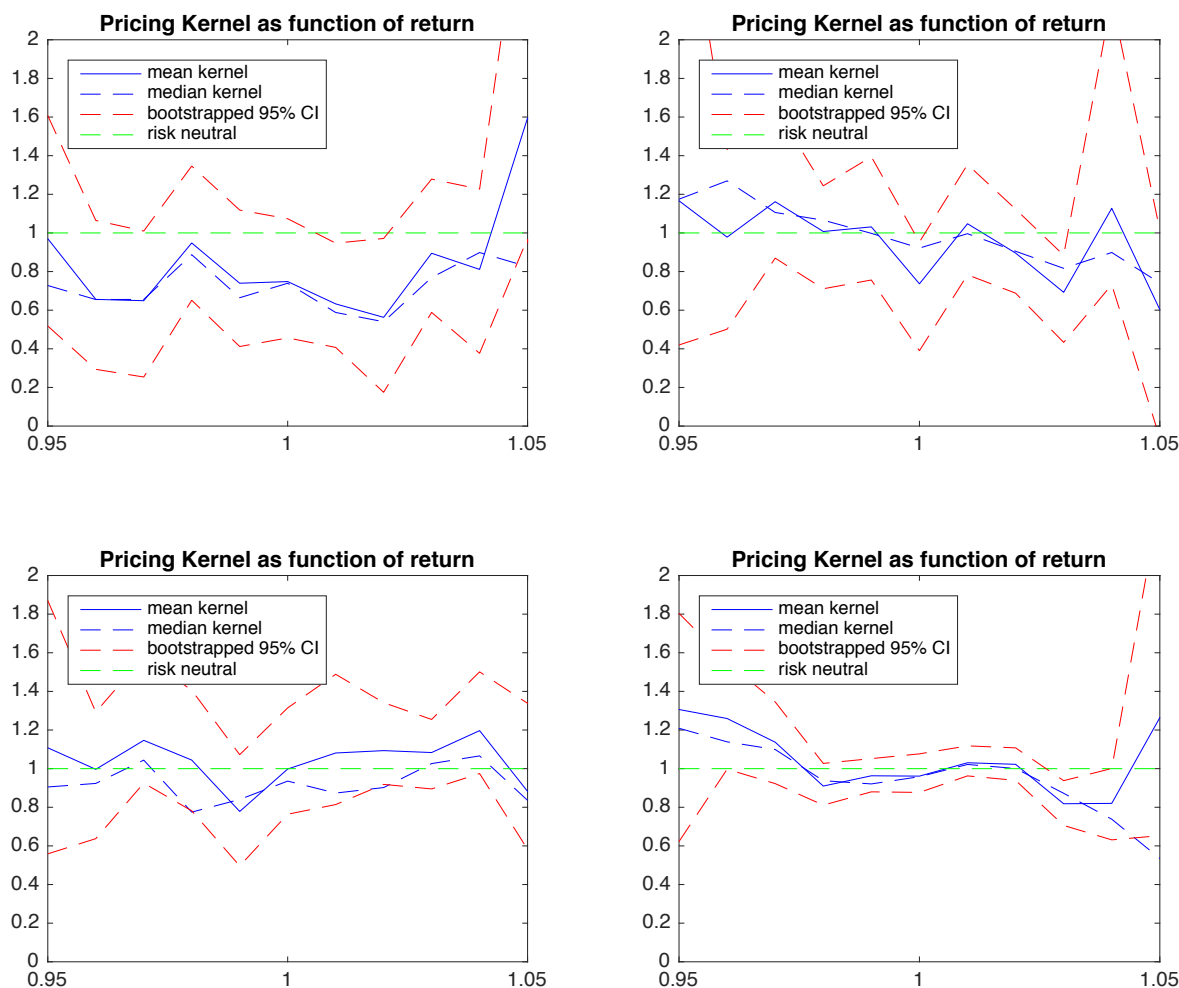 Pricing Kernel as function of return
2
1.8
1.6
1.4
1.2
1
0.8
0.6
0.4
0.2
0
0.95
1
1.05
mean kernel
median kernel
bootstrapped 95% CI
risk neutral
Pricing Kernel as function of return
2
1.8
1.6
1.4
1.2
1
0.8
0.6
0.4
0.2
0
0.95
1
1.05
mean kernel
median kernel
bootstrapped 95% CI
risk neutral
Pricing Kernel as function of return
2
1.8
1.6
1.4
1.2
1
0.8
0.6
0.4
0.2
0
0.95
1
1.05
mean kernel
median kernel
bootstrapped 95% CI
risk neutral
Pricing Kernel as function of return
2
1.8
1.6
1.4
1.2
1
0.8
0.6
0.4
0.2
0
0.95
1
1.05
mean kernel
median kernel
bootstrapped 95% CI
risk neutral